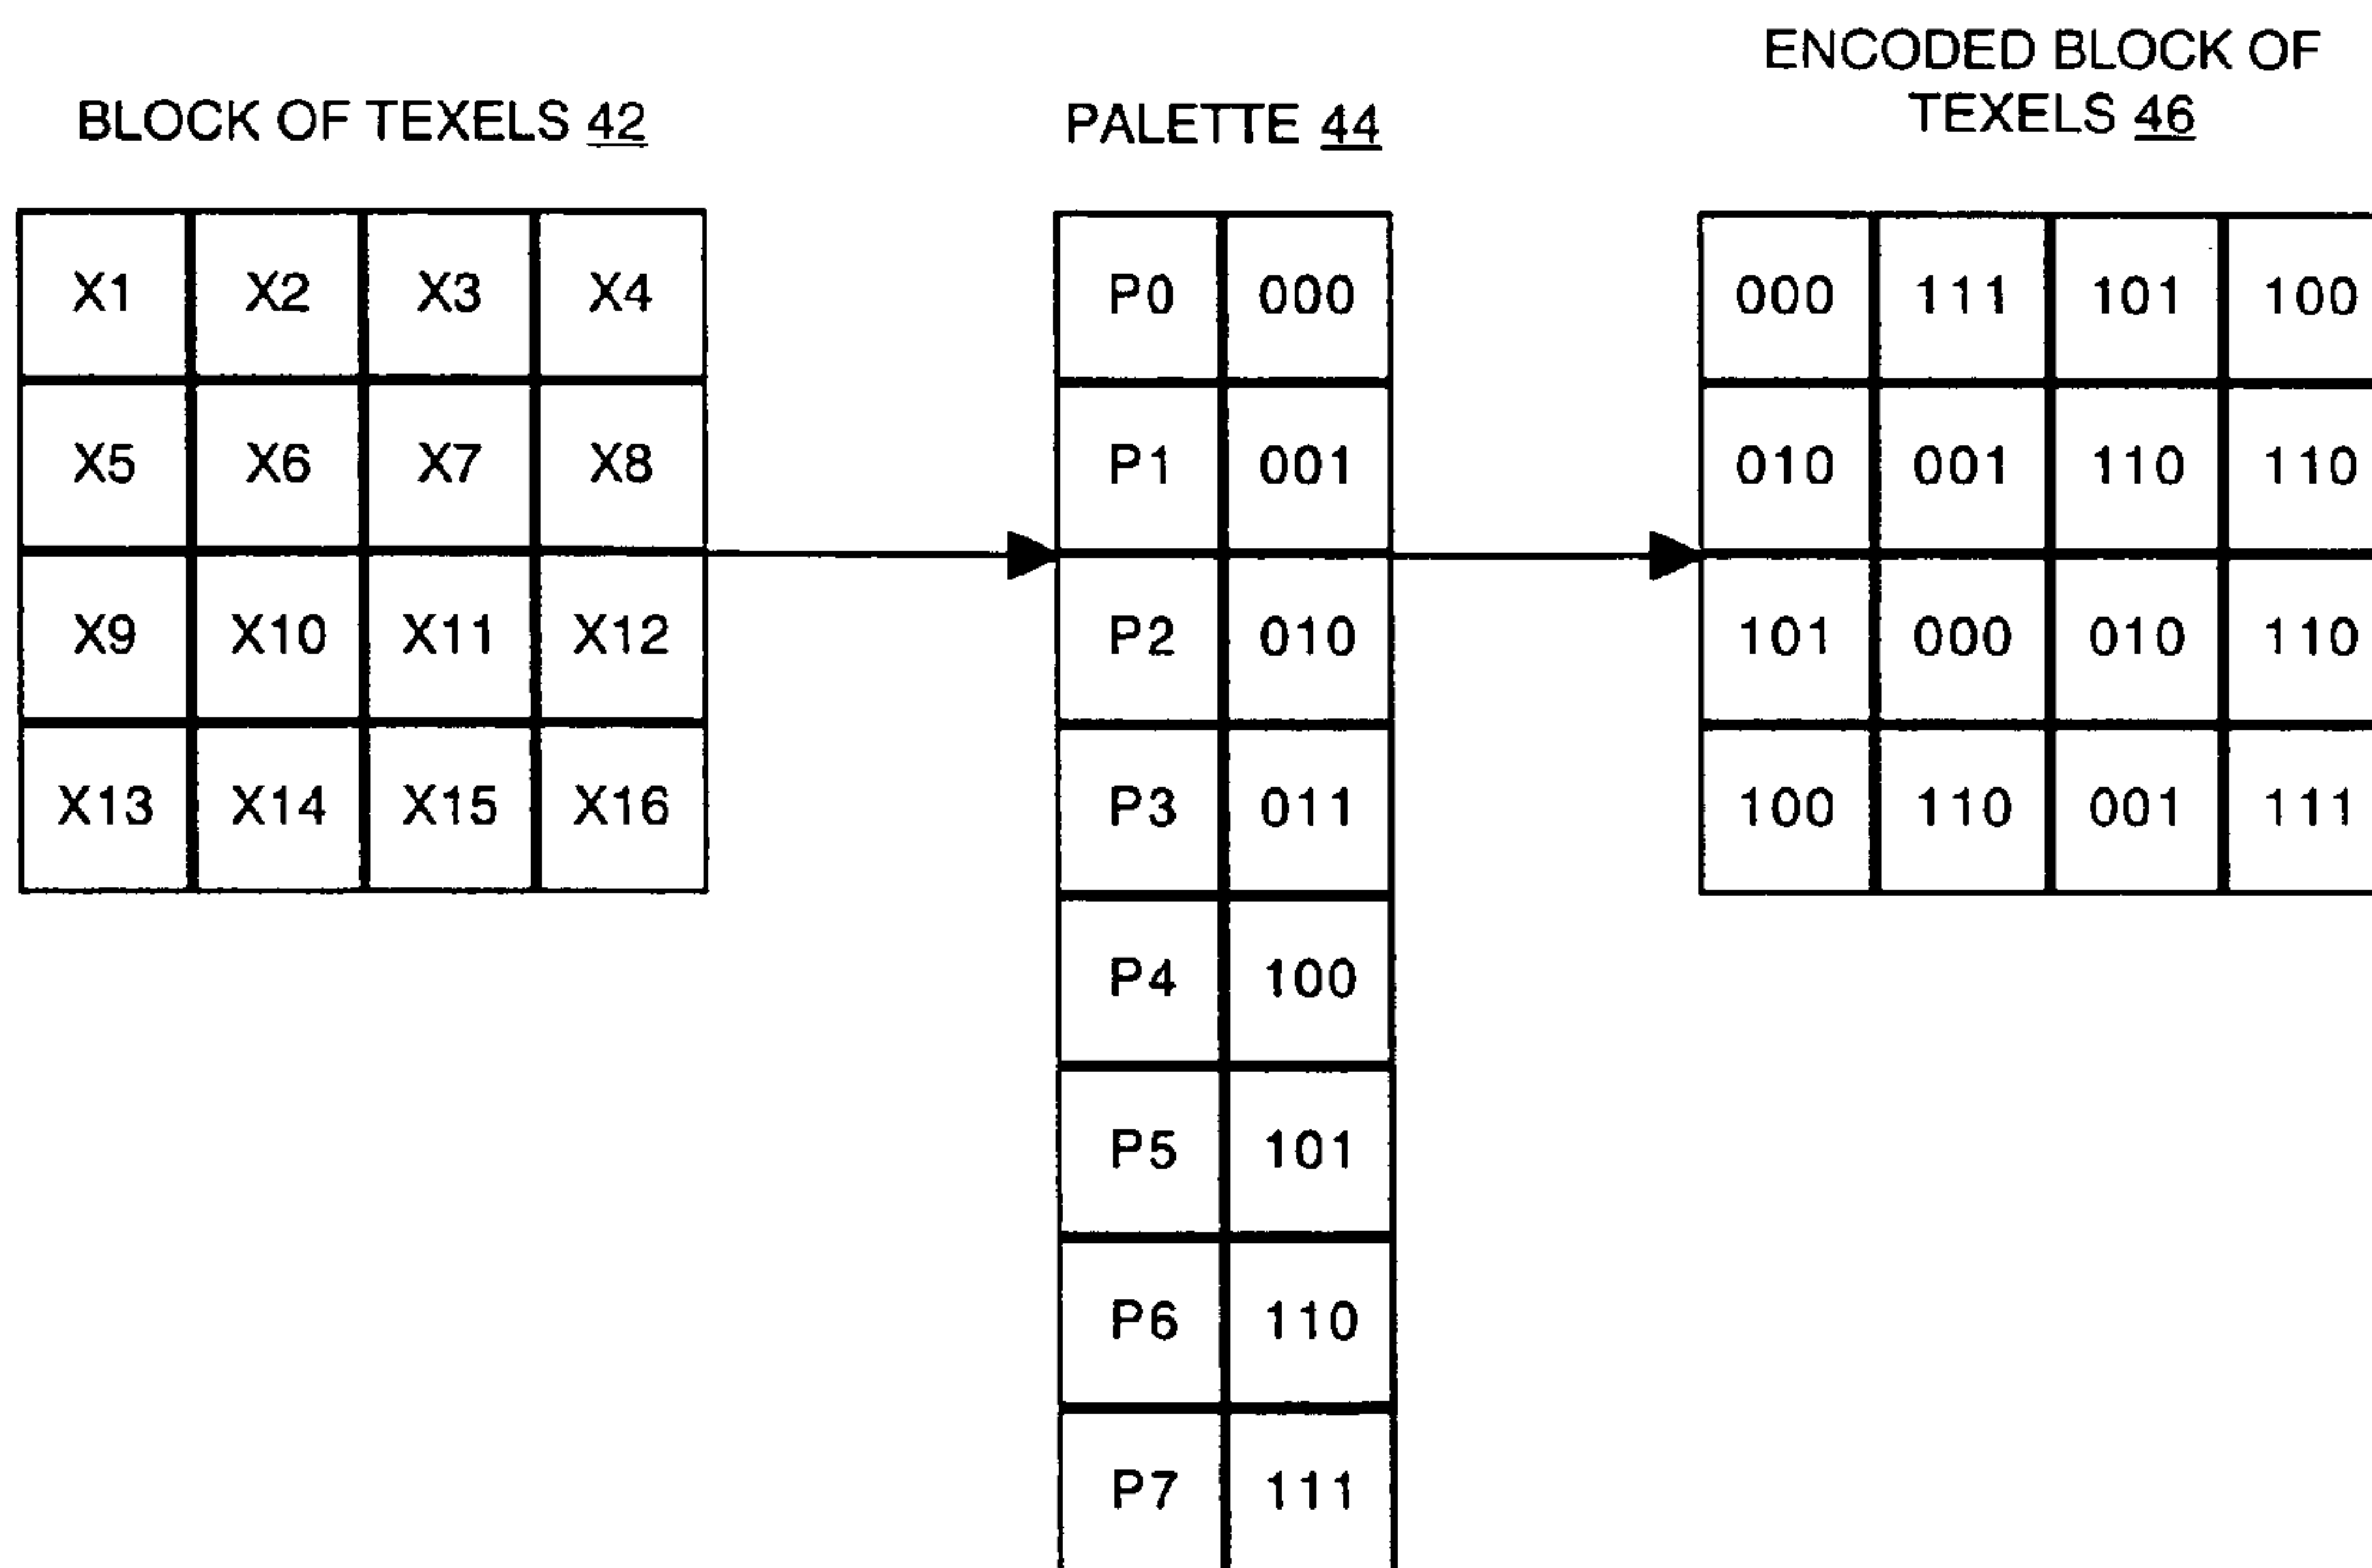 ENCODED BLOCK OF
TEXELS 46
BLOCK OF TEXELS 42
PALETTE 44
X1 X2 X3 X4
X5 X6 X7 X8
X9 X10 X11 X12
X13 X14 X15 X16
P0 000
P1 001
P2 010
P3 011
P4 100
P5 101
P6 110
P7 111
000 111 101 100
010 001 110 110
101 000 010 110
100 110 001 111